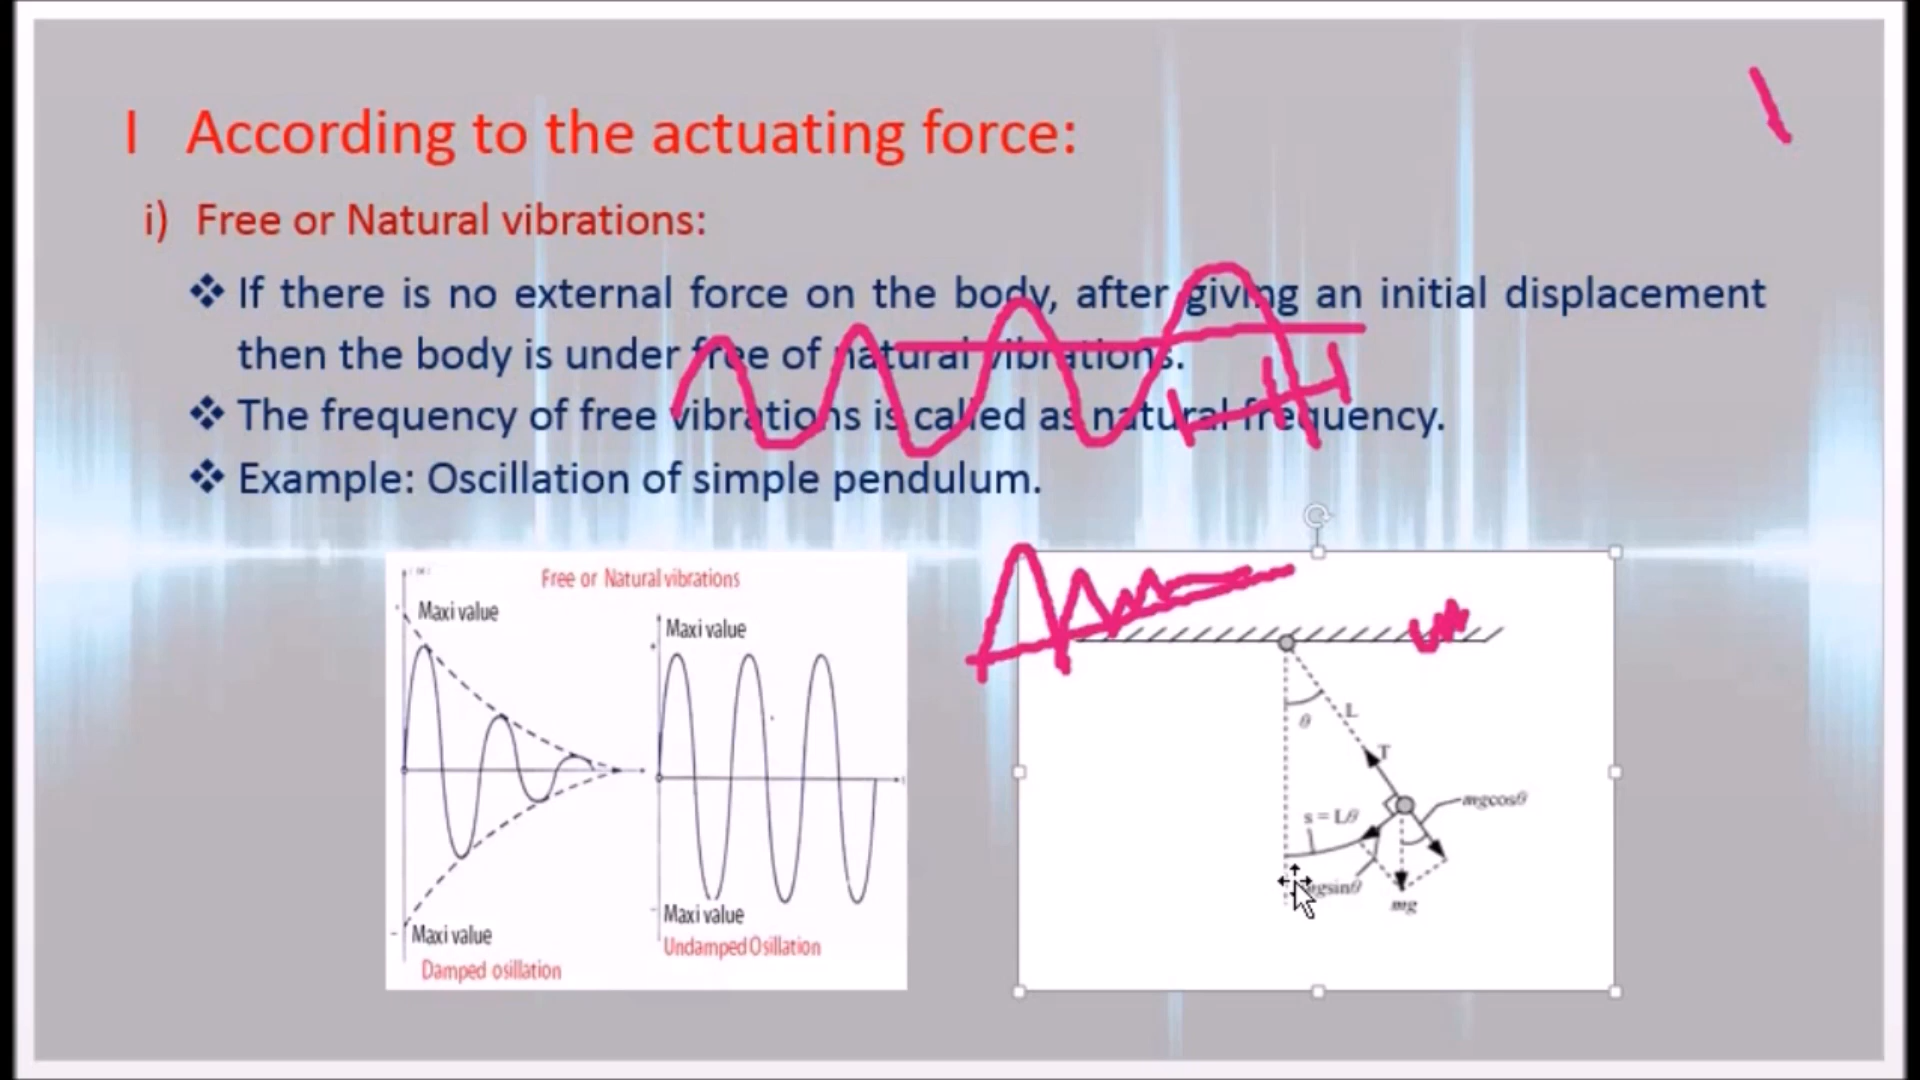 I According to the actuating force:
i) Free or Natural vibrations:
❖ If there is no external force on the body, after giving an initial displacement
then the body is under free of natural vibrations.
❖ The frequency of free vibrations is called as natural frequency.
❖ Example: Oscillation of simple pendulum.
Free or Natural vibrations
Maxi value
Maxi value
Maxi value
Maxi value
Damped osillation
Undamped Osillation
θ
L
T
s = Lθ
mgcosθ
mg